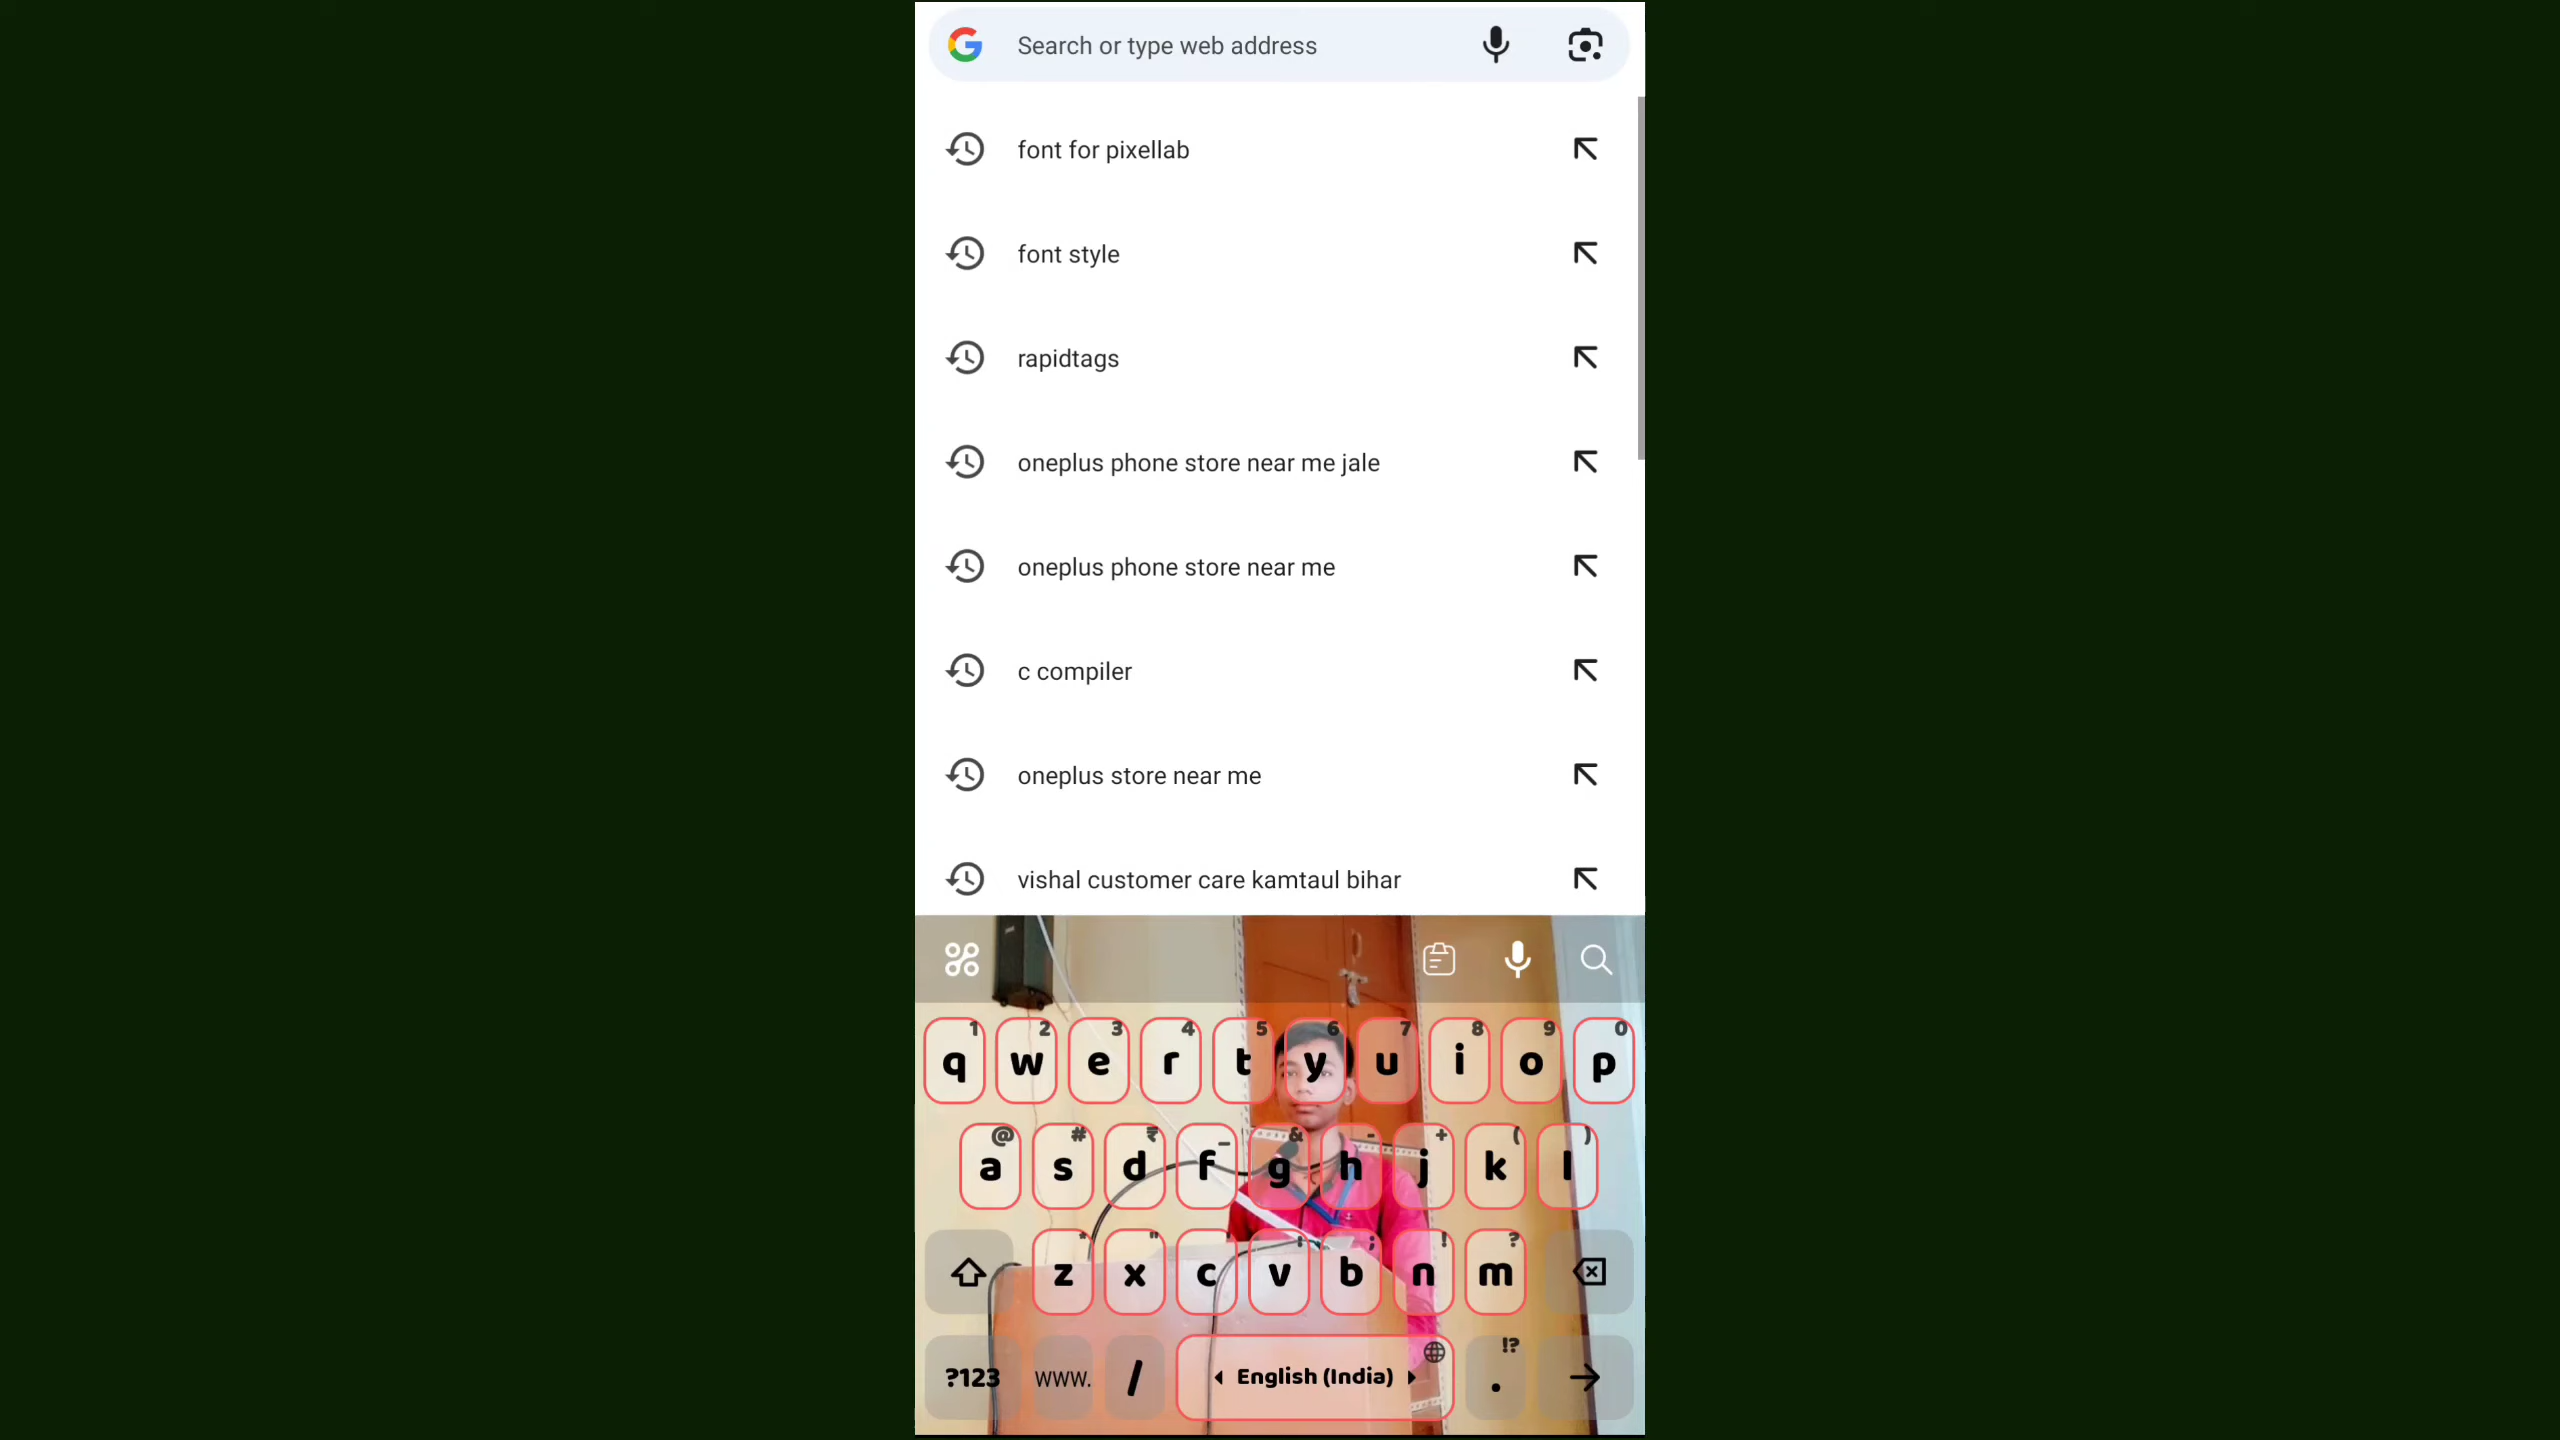 Search or type web address
font for pixellab
font style
rapidtags
oneplus phone store near me jale
oneplus phone store near me
c compiler
oneplus store near me
vishal customer care kamtaul bihar
1 2 3 4 5 6 7 8 9 0
q w e r t y u i o p
@ # ₹ _ & - + ( )
a s d f g h j k l
* " ' : ; ! ?
z x c v b n m
!?
?123 www. / English (India) .